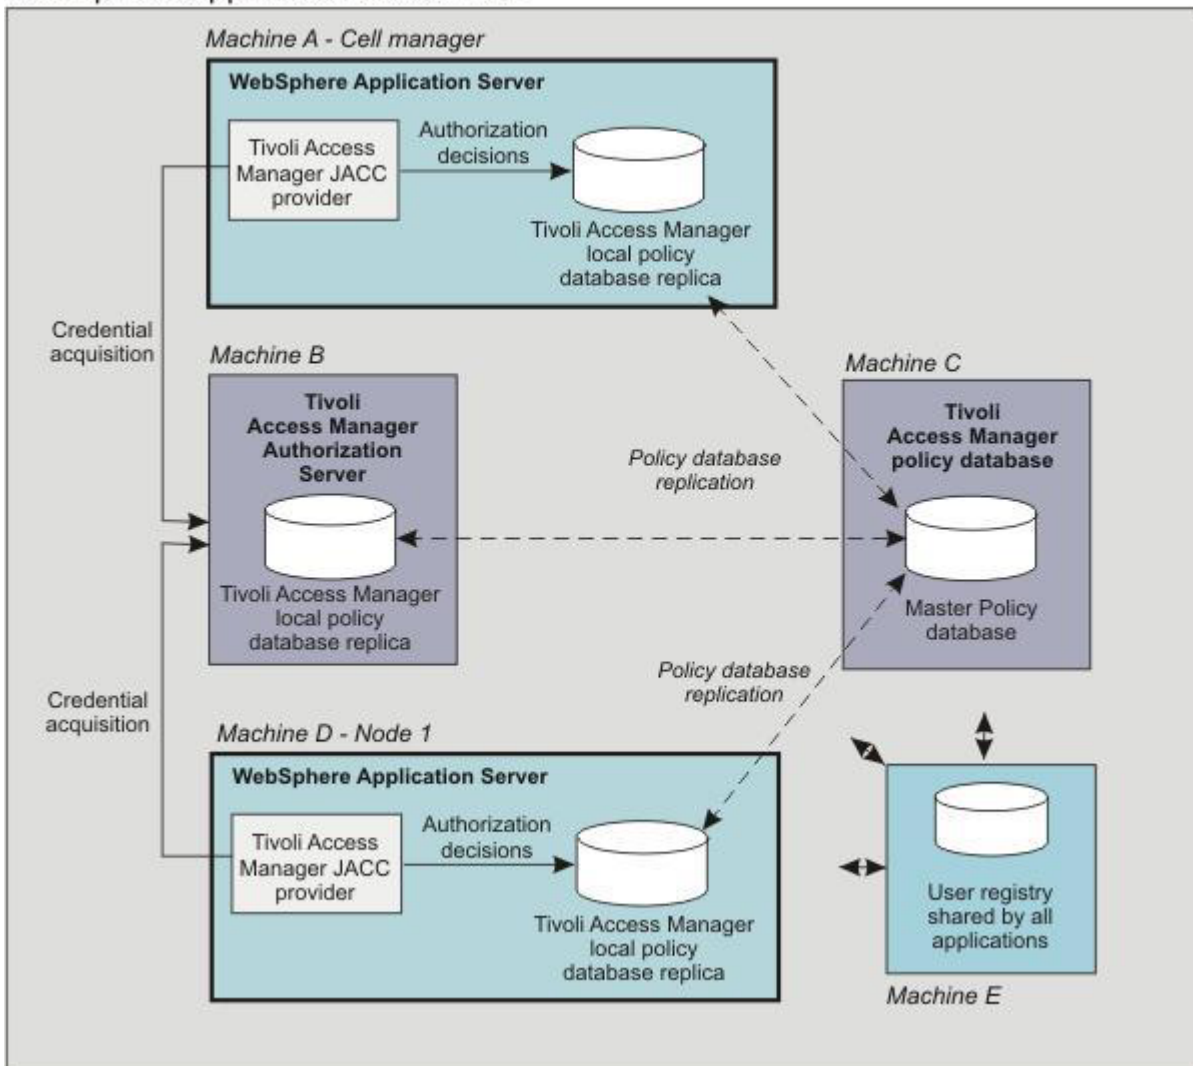 Machine A - Cell manager
WebSphere Application Server
Tivoli Access
Manager JACC
provider
Authorization
decisions
Tivoli Access Manager
local policy
database replica
Credential
acquisition
Machine B
Tivoli
Access Manager
Authorization
Server
Tivoli Access Manager
local policy
database replica
Policy database
replication
Machine C
Tivoli
Access Manager
policy database
Master Policy
database
Policy database
replication
Credential
acquisition
Machine D - Node 1
WebSphere Application Server
Tivoli Access
Manager JACC
provider
Authorization
decisions
Tivoli Access Manager
local policy
database replica
User registry
shared by all
applications
Machine E